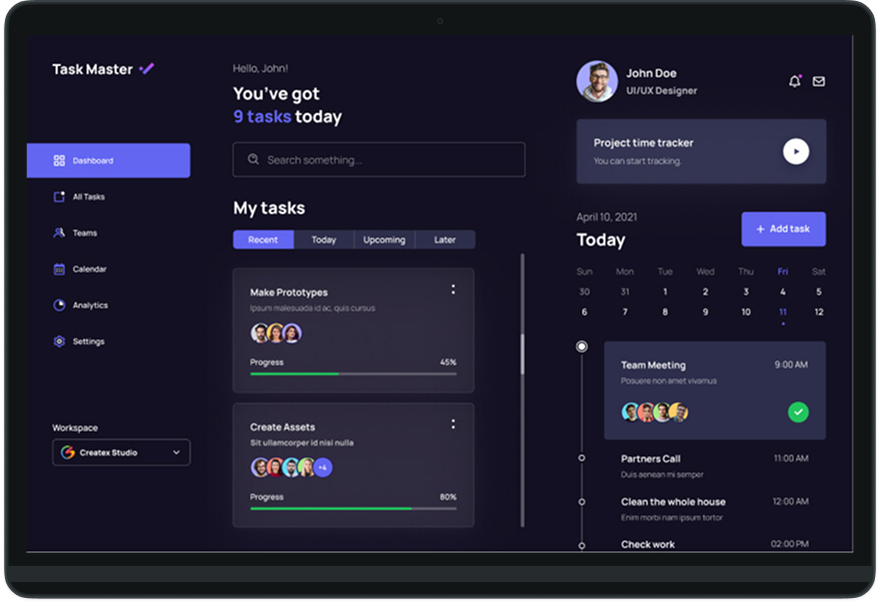 Task Master
Dashboard
All Tasks
Teams
Calendar
Analytics
Settings
Workspace
Createx Studio
Hello, John!
You've got
9 tasks today
Search something...
My tasks
Recent Today Upcoming Later
Make Prototypes
Ipsum malesuada id ac, quis cursus
Progress 45%
Create Assets
Sit ullamcorper id nisi nulla
+4
Progress 80%
John Doe
UI/UX Designer
Project time tracker
You can start tracking.
April 10, 2021
Today
+ Add task
Sun Mon Tue Wed Thu Fri Sat
30 31 1 2 3 4 5
6 7 8 9 10 11 12
Team Meeting 9:00 AM
Posuere non amet vivamus
Partners Call 11:00 AM
Duis aenean mi semper
Clean the whole house 12:00 AM
Enim morbi nam ipsum tortor
Check work 02:00 PM